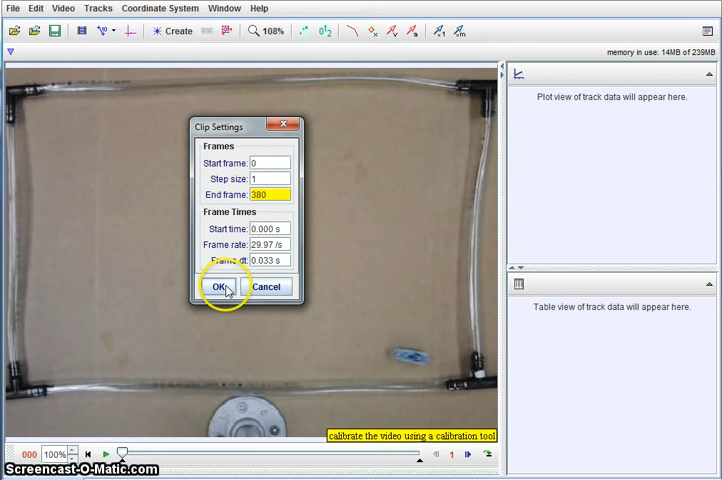 File Edit Video Tracks Coordinate System Window Help
Create 108%
memory in use: 14MB of 239MB
Plot view of track data will appear here.
Clip Settings
Frames
Start frame: 0
Step size: 1
End frame: 380
Frame Times
Start time: 0.000 s
Frame rate: 29.97 /s
Frame dt: 0.033 s
OK Cancel
Table view of track data will appear here.
calibrate the video using a calibration tool
000 100% 1
Screencast-O-Matic.com